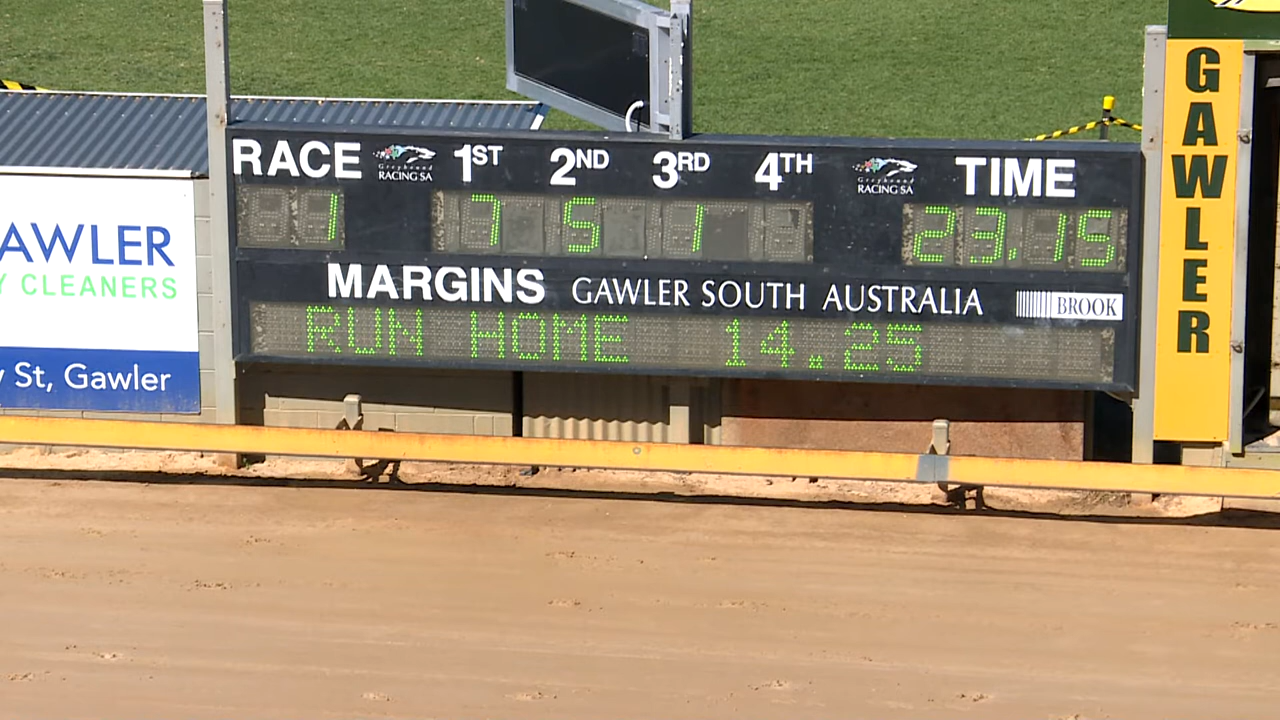 RACE Greyhound RACING SA 1ST 2ND 3RD 4TH Greyhound RACING SA TIME
1 7 5 1 23.15
MARGINS GAWLER SOUTH AUSTRALIA BROOK
RUN HOME 14.25
AWLER
Y CLEANERS
y St, Gawler
GAWLER